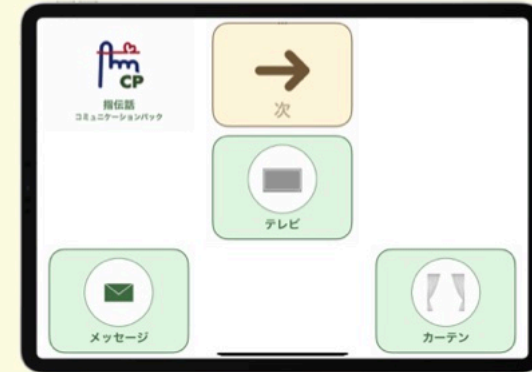 CP
指伝話
コミュニケーションパック
次
テレビ
メッセージ
カーテン